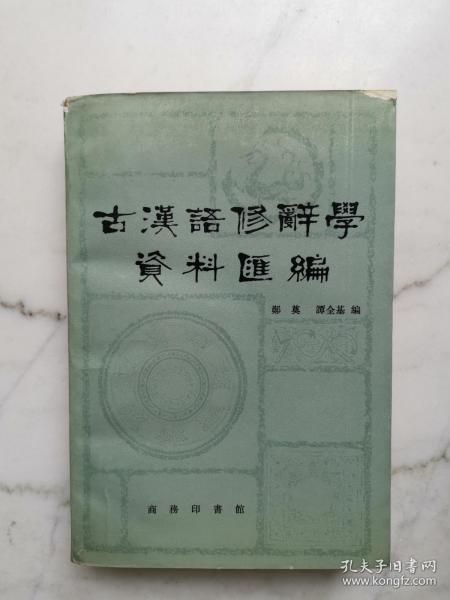 古漢語修辭學
資料匯編
鄭奠 譚全基 編
商務印書館
孔夫子旧书网
www.kongfz.com